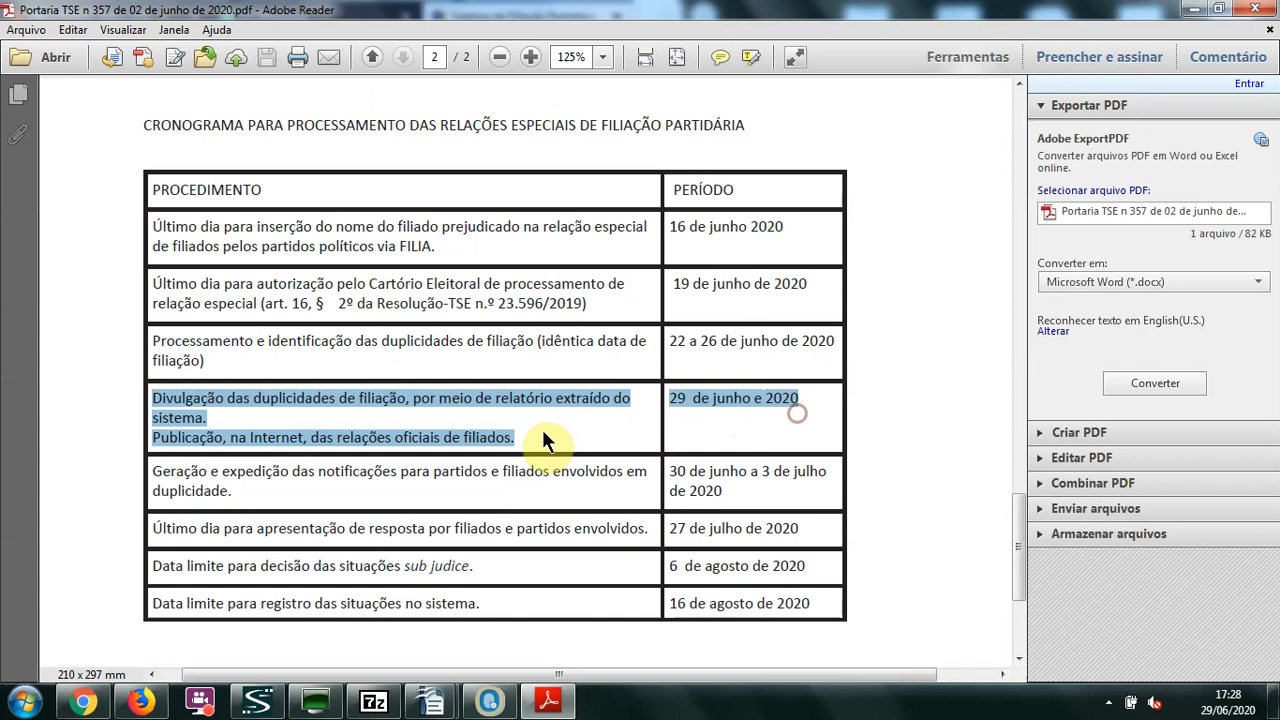 Portaria TSE n 357 de 02 de junho de 2020.pdf - Adobe Reader
Arquivo Editar Visualizar Janela Ajuda
Abrir 2 / 2 125% Ferramentas Preencher e assinar Comentário
Entrar
CRONOGRAMA PARA PROCESSAMENTO DAS RELAÇÕES ESPECIAIS DE FILIAÇÃO PARTIDÁRIA
PROCEDIMENTO PERÍODO
Último dia para inserção do nome do filiado prejudicado na relação especial 16 de junho 2020
de filiados pelos partidos políticos via FILIA.
Último dia para autorização pelo Cartório Eleitoral de processamento de 19 de junho de 2020
relação especial (art. 16, § 2º da Resolução-TSE n.º 23.596/2019)
Processamento e identificação das duplicidades de filiação (idêntica data de 22 a 26 de junho de 2020
filiação)
Divulgação das duplicidades de filiação, por meio de relatório extraído do 29 de junho e 2020
sistema.
Publicação, na Internet, das relações oficiais de filiados.
Geração e expedição das notificações para partidos e filiados envolvidos em 30 de junho a 3 de julho
duplicidade. de 2020
Último dia para apresentação de resposta por filiados e partidos envolvidos. 27 de julho de 2020
Data limite para decisão das situações sub judice. 6 de agosto de 2020
Data limite para registro das situações no sistema. 16 de agosto de 2020
Exportar PDF
Adobe ExportPDF
Converter arquivos PDF em Word ou Excel
online.
Selecionar arquivo PDF:
Portaria TSE n 357 de 02 de junho de...
1 arquivo / 82 KB
Converter em:
Microsoft Word (*.docx)
Reconhecer texto em English(U.S.)
Alterar
Converter
Criar PDF
Editar PDF
Combinar PDF
Enviar arquivos
Armazenar arquivos
210 x 297 mm
7z
17:28
29/06/2020